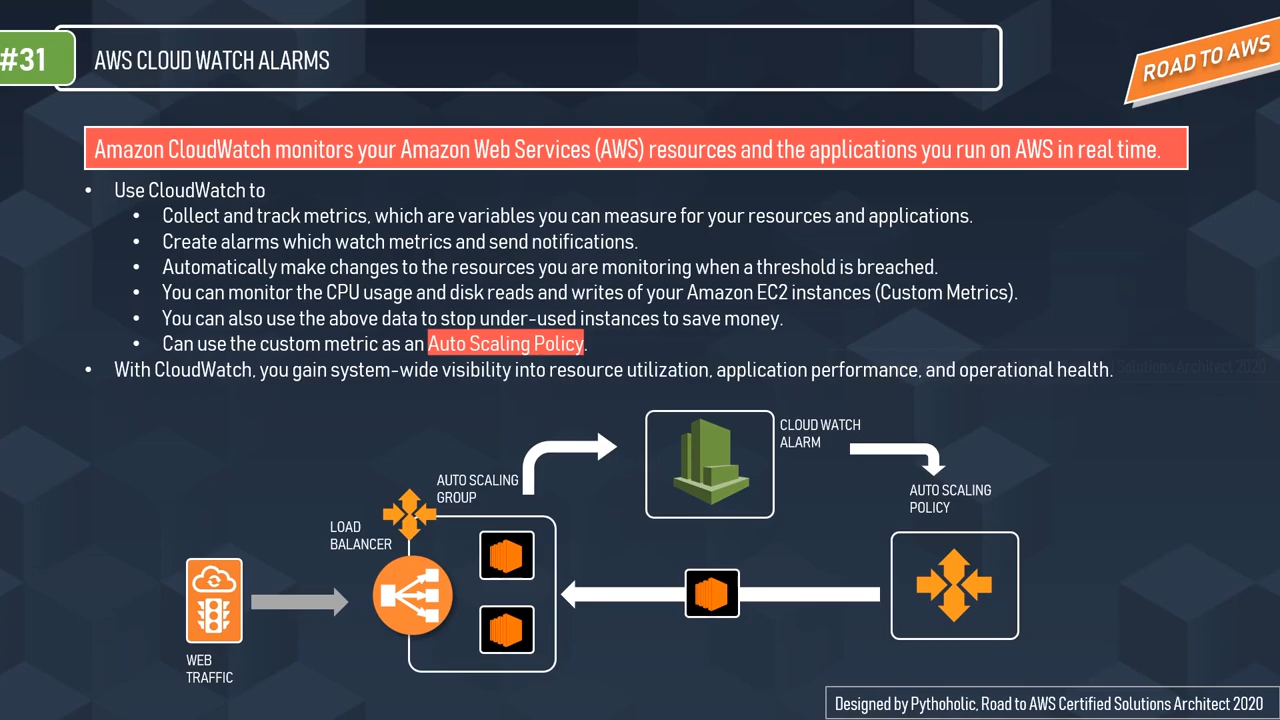 #31
AWS CLOUD WATCH ALARMS
ROAD TO AWS
Amazon CloudWatch monitors your Amazon Web Services (AWS) resources and the applications you run on AWS in real time.
• Use CloudWatch to
• Collect and track metrics, which are variables you can measure for your resources and applications.
• Create alarms which watch metrics and send notifications.
• Automatically make changes to the resources you are monitoring when a threshold is breached.
• You can monitor the CPU usage and disk reads and writes of your Amazon EC2 instances (Custom Metrics).
• You can also use the above data to stop under-used instances to save money.
• Can use the custom metric as an Auto Scaling Policy.
• With CloudWatch, you gain system-wide visibility into resource utilization, application performance, and operational health.
Solutions Architect 2020
CLOUD WATCH
ALARM
AUTO SCALING
GROUP
AUTO SCALING
POLICY
LOAD
BALANCER
WEB
TRAFFIC
Designed by Pythoholic, Road to AWS Certified Solutions Architect 2020